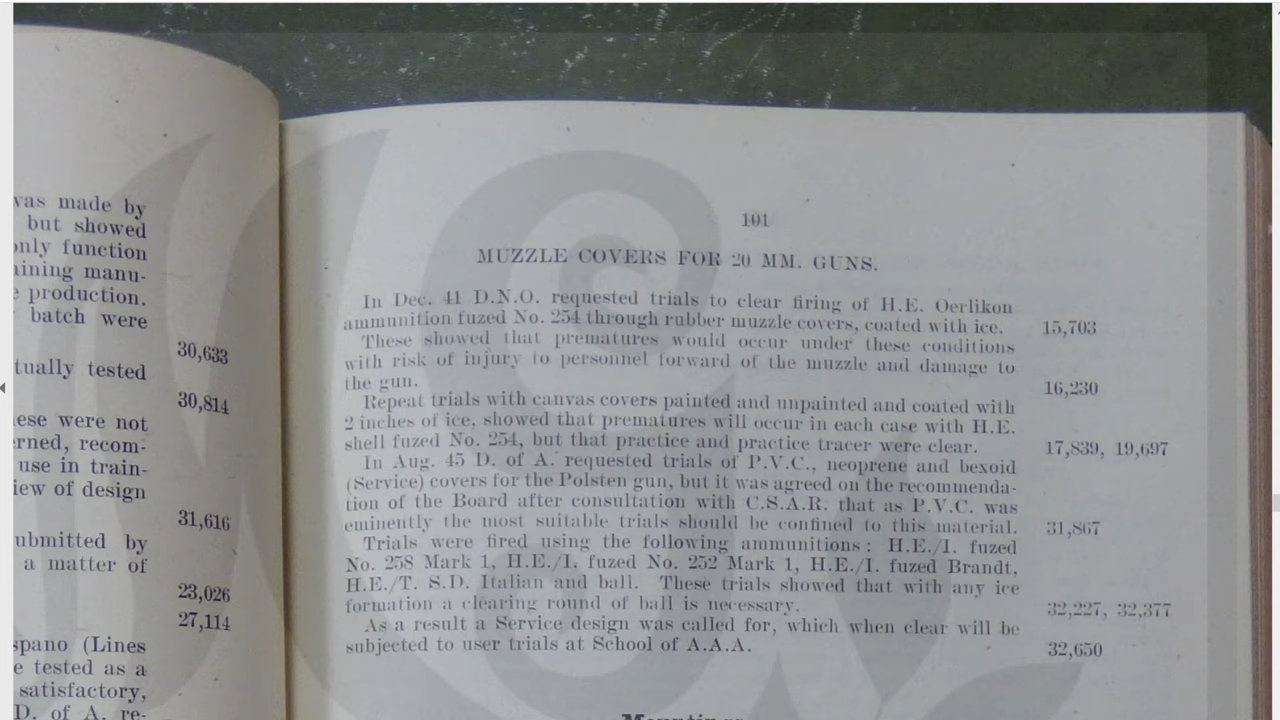 was made by
but showed
only function
aining manu-
e production.
batch were
30,633
tually tested
30,814
ese were not
erned, recom-
use in train-
iew of design
31,616
ubmitted by
a matter of
23,026
27,114
spano (Lines
e tested as a
satisfactory,
D. of A. re-
101
MUZZLE COVERS FOR 20 MM. GUNS.
In Dec. 41 D.N.O. requested trials to clear firing of H.E. Oerlikon
ammunition fuzed No. 254 through rubber muzzle covers, coated with ice. 15,703
These showed that prematures would occur under these conditions
with risk of injury to personnel forward of the muzzle and damage to
the gun. 16,230
Repeat trials with canvas covers painted and unpainted and coated with
2 inches of ice, showed that prematures will occur in each case with H.E.
shell fuzed No. 254, but that practice and practice tracer were clear. 17,839, 19,697
In Aug. 45 D. of A. requested trials of P.V.C., neoprene and bexoid
(Service) covers for the Polsten gun, but it was agreed on the recommenda-
tion of the Board after consultation with C.S.A.R. that as P.V.C. was
eminently the most suitable trials should be confined to this material. 31,867
Trials were fired using the following ammunitions : H.E./I. fuzed
No. 258 Mark 1, H.E./I. fuzed No. 252 Mark 1, H.E./I. fuzed Brandt,
H.E./T. S.D. Italian and ball. These trials showed that with any ice
formation a clearing round of ball is necessary. 32,227, 32,377
As a result a Service design was called for, which when clear will be
subjected to user trials at School of A.A.A. 32,650